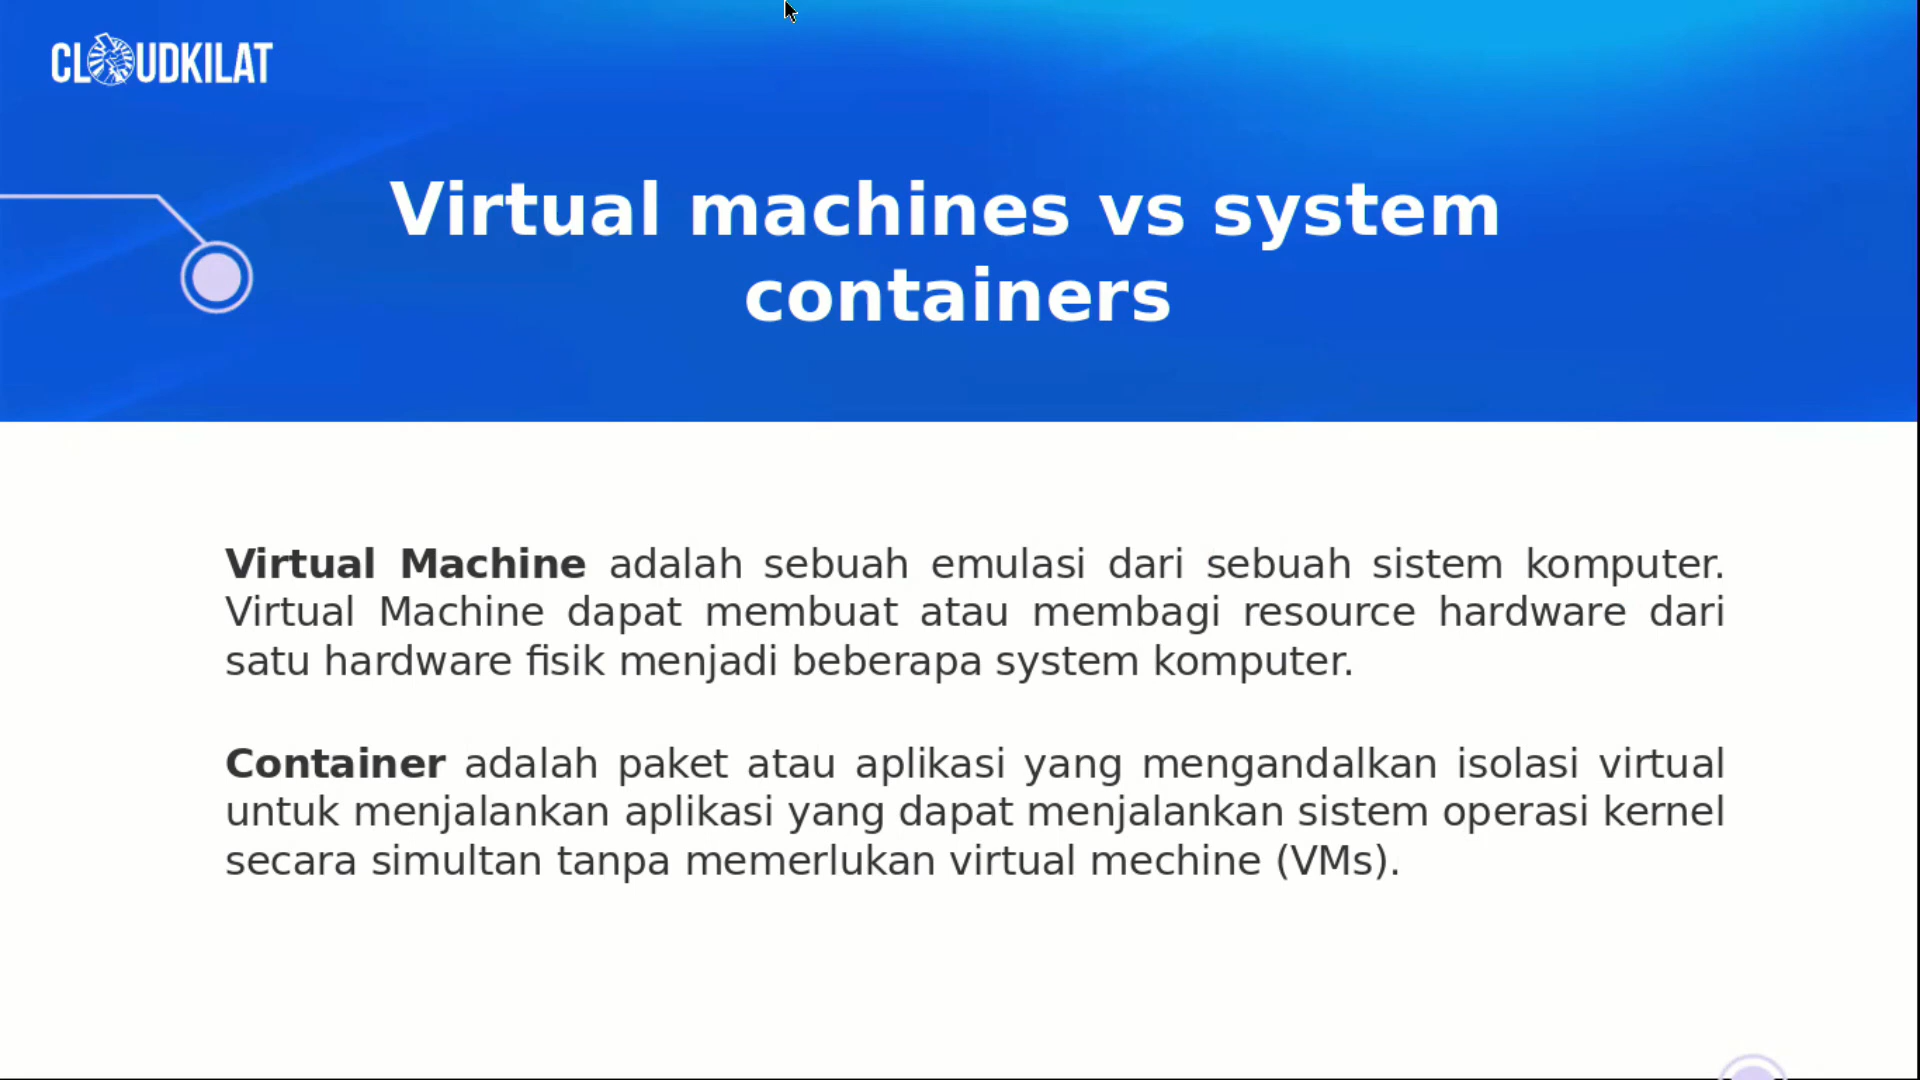 CLOUDKILAT
Virtual machines vs system
containers
Virtual Machine adalah sebuah emulasi dari sebuah sistem komputer.
Virtual Machine dapat membuat atau membagi resource hardware dari
satu hardware fisik menjadi beberapa system komputer.
Container adalah paket atau aplikasi yang mengandalkan isolasi virtual
untuk menjalankan aplikasi yang dapat menjalankan sistem operasi kernel
secara simultan tanpa memerlukan virtual mechine (VMs).